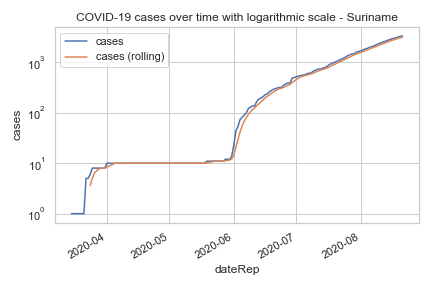 COVID-19 cases over time with logarithmic scale - Suriname
cases
cases (rolling)
10³
10²
10¹
10⁰
cases
2020-04
2020-05
2020-06
2020-07
2020-08
dateRep